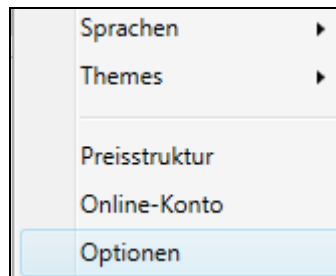 Sprachen
Themes
Preisstruktur
Online-Konto
Optionen